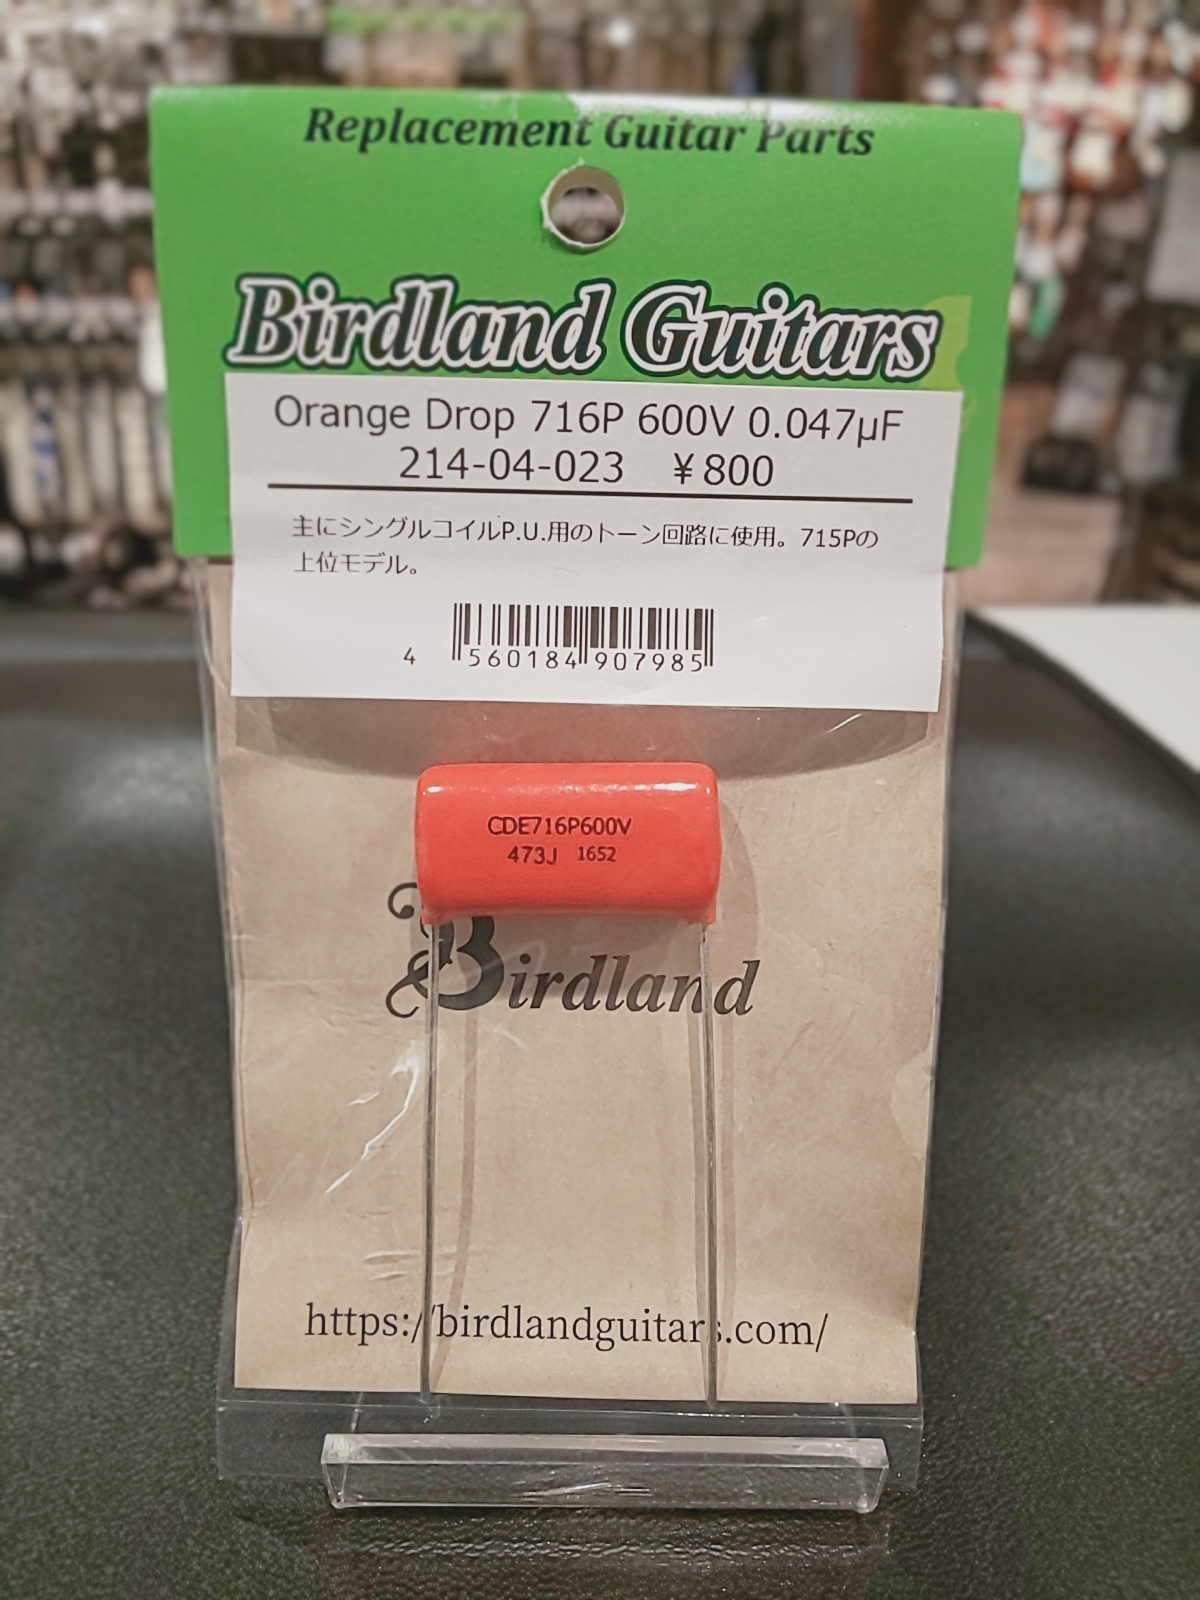 Replacement Guitar Parts
Birdland Guitars
Orange Drop 716P 600V 0.047μF
214-04-023 ¥800
主にシングルコイルP.U.用のトーン回路に使用。715Pの
上位モデル。
4 560184 907985
CDE716P600V
473J 1652
Birdland
https://birdlandguitars.com/